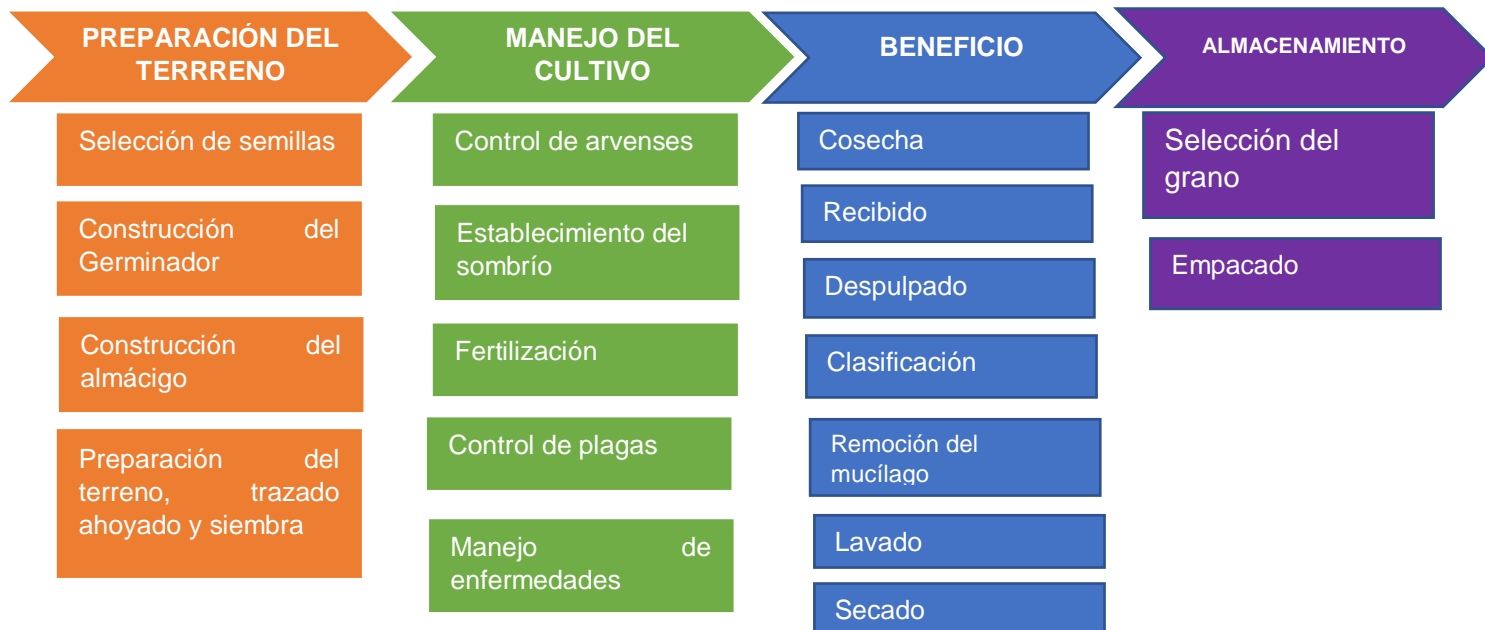 PREPARACIÓN DEL
TERRRENO
Selección de semillas
Construcción del
Germinador
Construcción del
almácigo
Preparación del
terreno, trazado
ahoyado y siembra
MANEJO DEL
CULTIVO
Control de arvenses
Establecimiento del
sombrío
Fertilización
Control de plagas
Manejo de
enfermedades
BENEFICIO
Cosecha
Recibido
Despulpado
Clasificación
Remoción del
mucílago
Lavado
Secado
ALMACENAMIENTO
Selección del
grano
Empacado